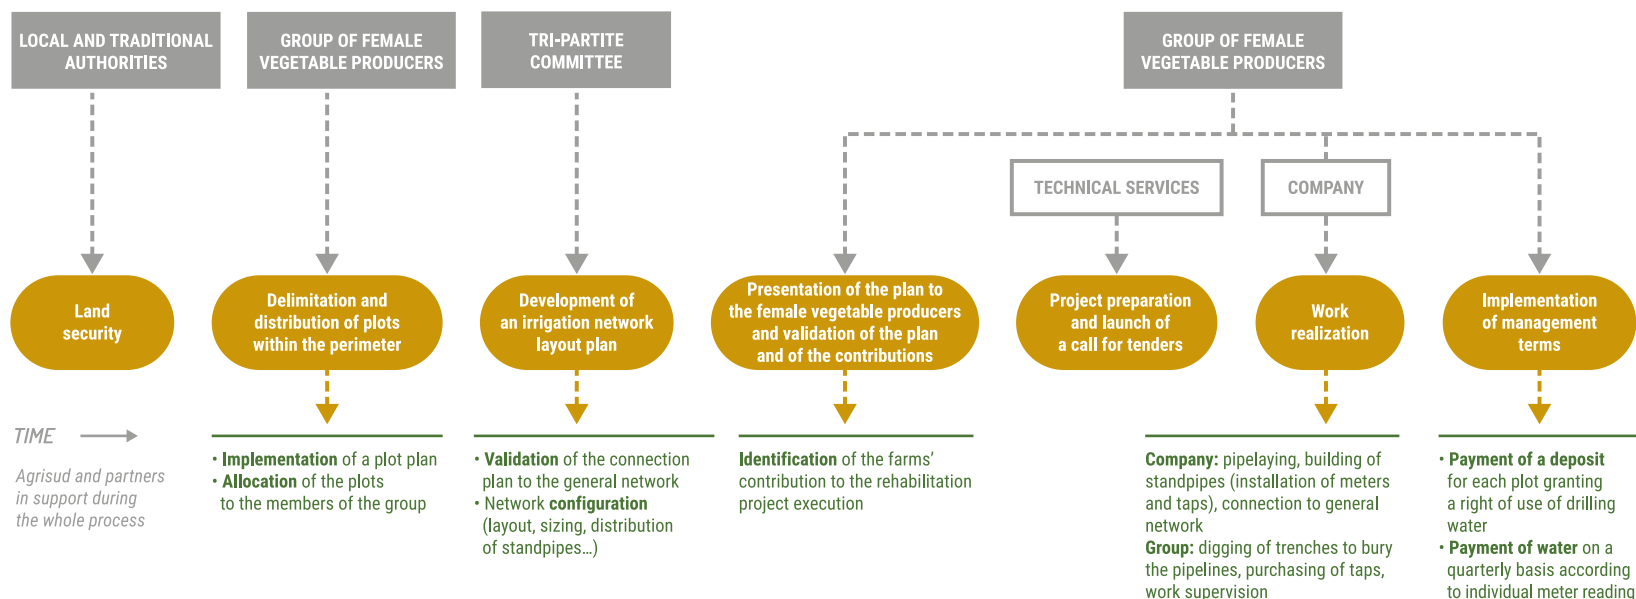 LOCAL AND TRADITIONAL
AUTHORITIES
GROUP OF FEMALE
VEGETABLE PRODUCERS
TRI-PARTITE
COMMITTEE
GROUP OF FEMALE
VEGETABLE PRODUCERS
TECHNICAL SERVICES
COMPANY
Land
security
Delimitation and
distribution of plots
within the perimeter
Development of
an irrigation network
layout plan
Presentation of the plan to
the female vegetable producers
and validation of the plan
and of the contributions
Project preparation
and launch of
a call for tenders
Work
realization
Implementation
of management
terms
TIME
Agrisud and partners
in support during
the whole process
• Implementation of a plot plan
• Allocation of the plots
to the members of the group
• Validation of the connection
plan to the general network
• Network configuration
(layout, sizing, distribution
of standpipes…)
Identification of the farms'
contribution to the rehabilitation
project execution
Company: pipelaying, building of
standpipes (installation of meters
and taps), connection to general
network
Group: digging of trenches to bury
the pipelines, purchasing of taps,
work supervision
• Payment of a deposit
for each plot granting
a right of use of drilling
water
• Payment of water on a
quarterly basis according
to individual meter reading